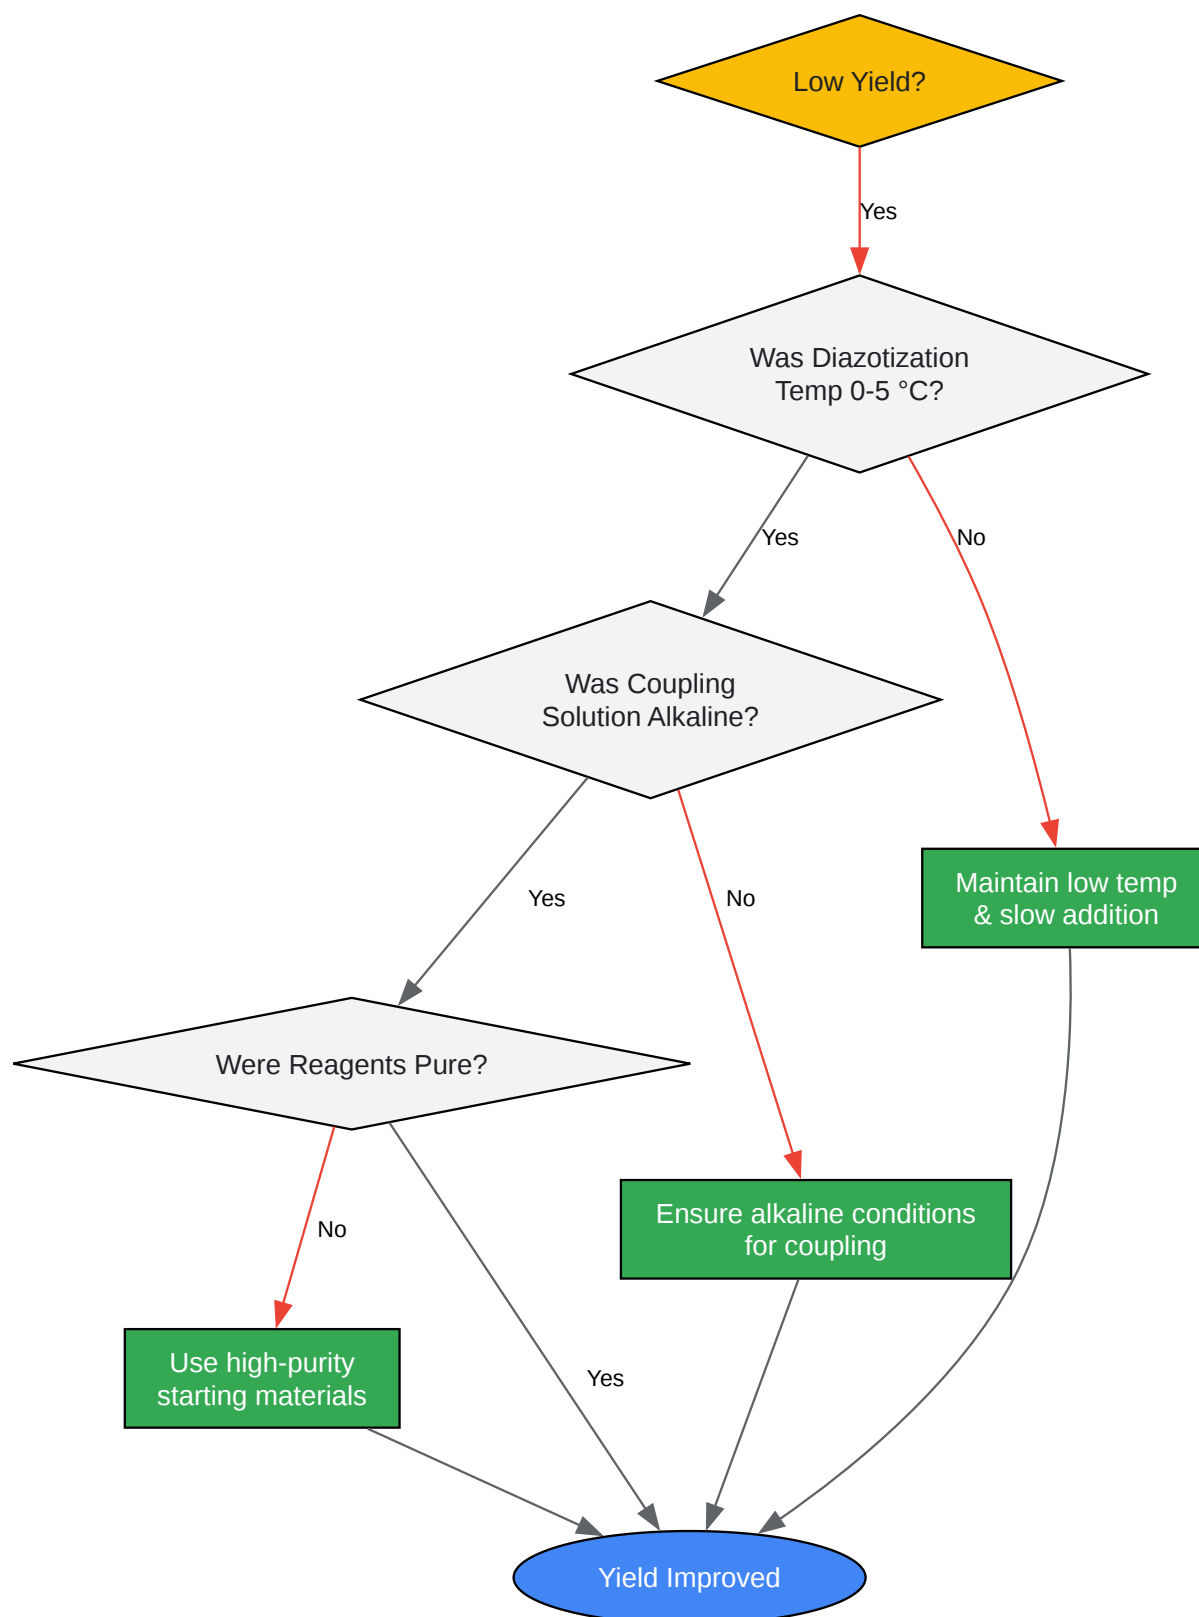 Low Yield?
Yes
Was Diazotization
Temp 0-5 °C?
Yes
No
Was Coupling
Solution Alkaline?
Yes
No
Maintain low temp
& slow addition
Were Reagents Pure?
No
Ensure alkaline conditions
for coupling
Use high-purity
starting materials
Yes
Yield Improved